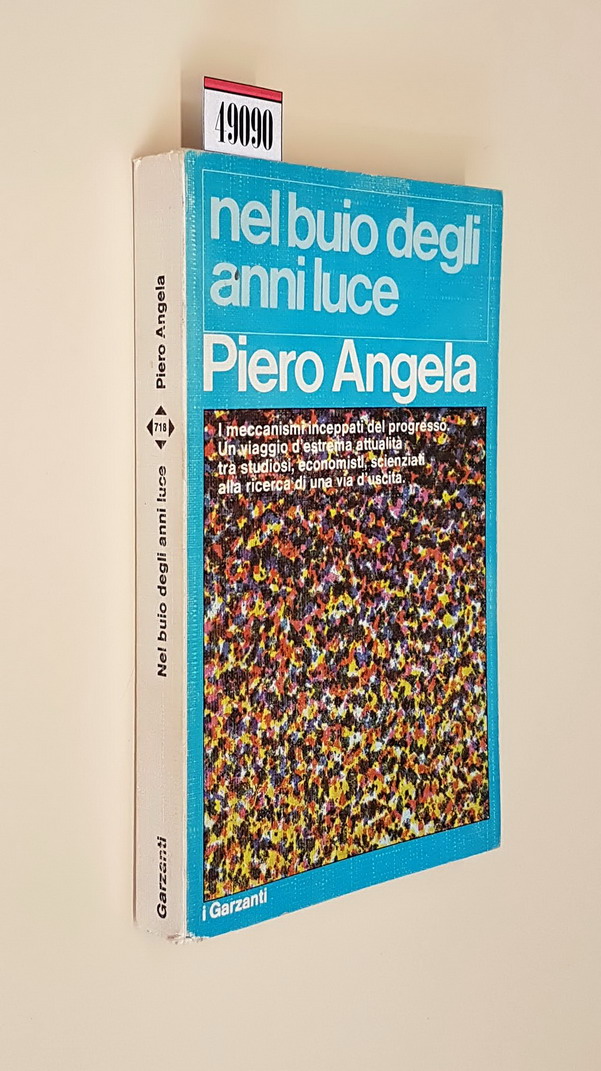 49090
nel buio degli
anni luce
Piero Angela
I meccanismi inceppati del progresso.
Un viaggio d'estrema attualità
tra studiosi, economisti, scienziati
alla ricerca di una via d'uscita.
i Garzanti
Piero Angela
718
Nel buio degli anni luce
Garzanti